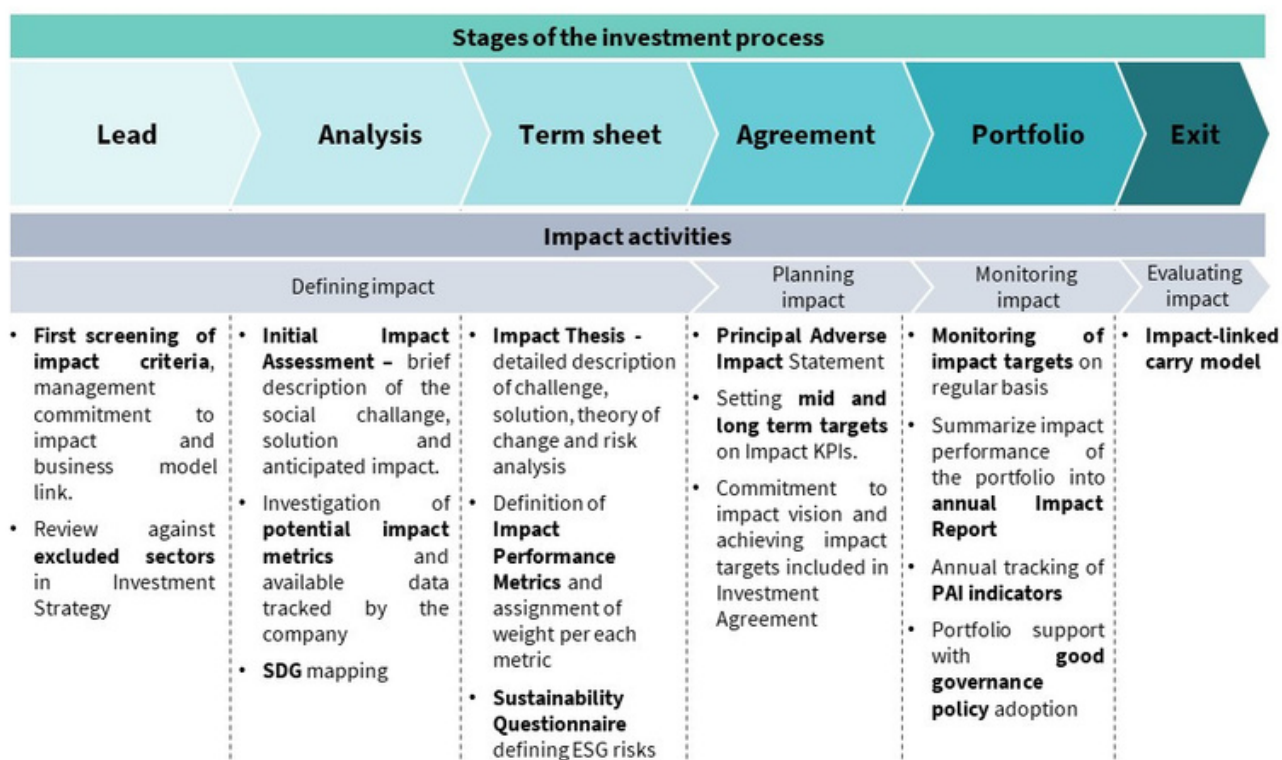 Stages of the investment process
Lead
Analysis
Term sheet
Agreement
Portfolio
Exit
Impact activities
Defining impact
Planning
impact
Monitoring
impact
Evaluating
impact
• First screening of
impact criteria,
management
commitment to
impact and
business model
link.
• Review against
excluded sectors
in Investment
Strategy
• Initial Impact
Assessment – brief
description of the
social challange,
solution and
anticipated impact.
• Investigation of
potential impact
metrics and
available data
tracked by the
company
• SDG mapping
• Impact Thesis -
detailed description
of challenge,
solution, theory of
change and risk
analysis
• Definition of
Impact
Performance
Metrics and
assignment of
weight per each
metric
• Sustainability
Questionnaire
defining ESG risks
• Principal Adverse
Impact Statement
• Setting mid and
long term targets
on Impact KPIs.
• Commitment to
impact vision and
achieving impact
targets included in
Investment
Agreement
• Monitoring of
impact targets on
regular basis
• Summarize impact
performance of
the portfolio into
annual Impact
Report
• Annual tracking of
PAI indicators
• Portfolio support
with good
governance
policy adoption
• Impact-linked
carry model